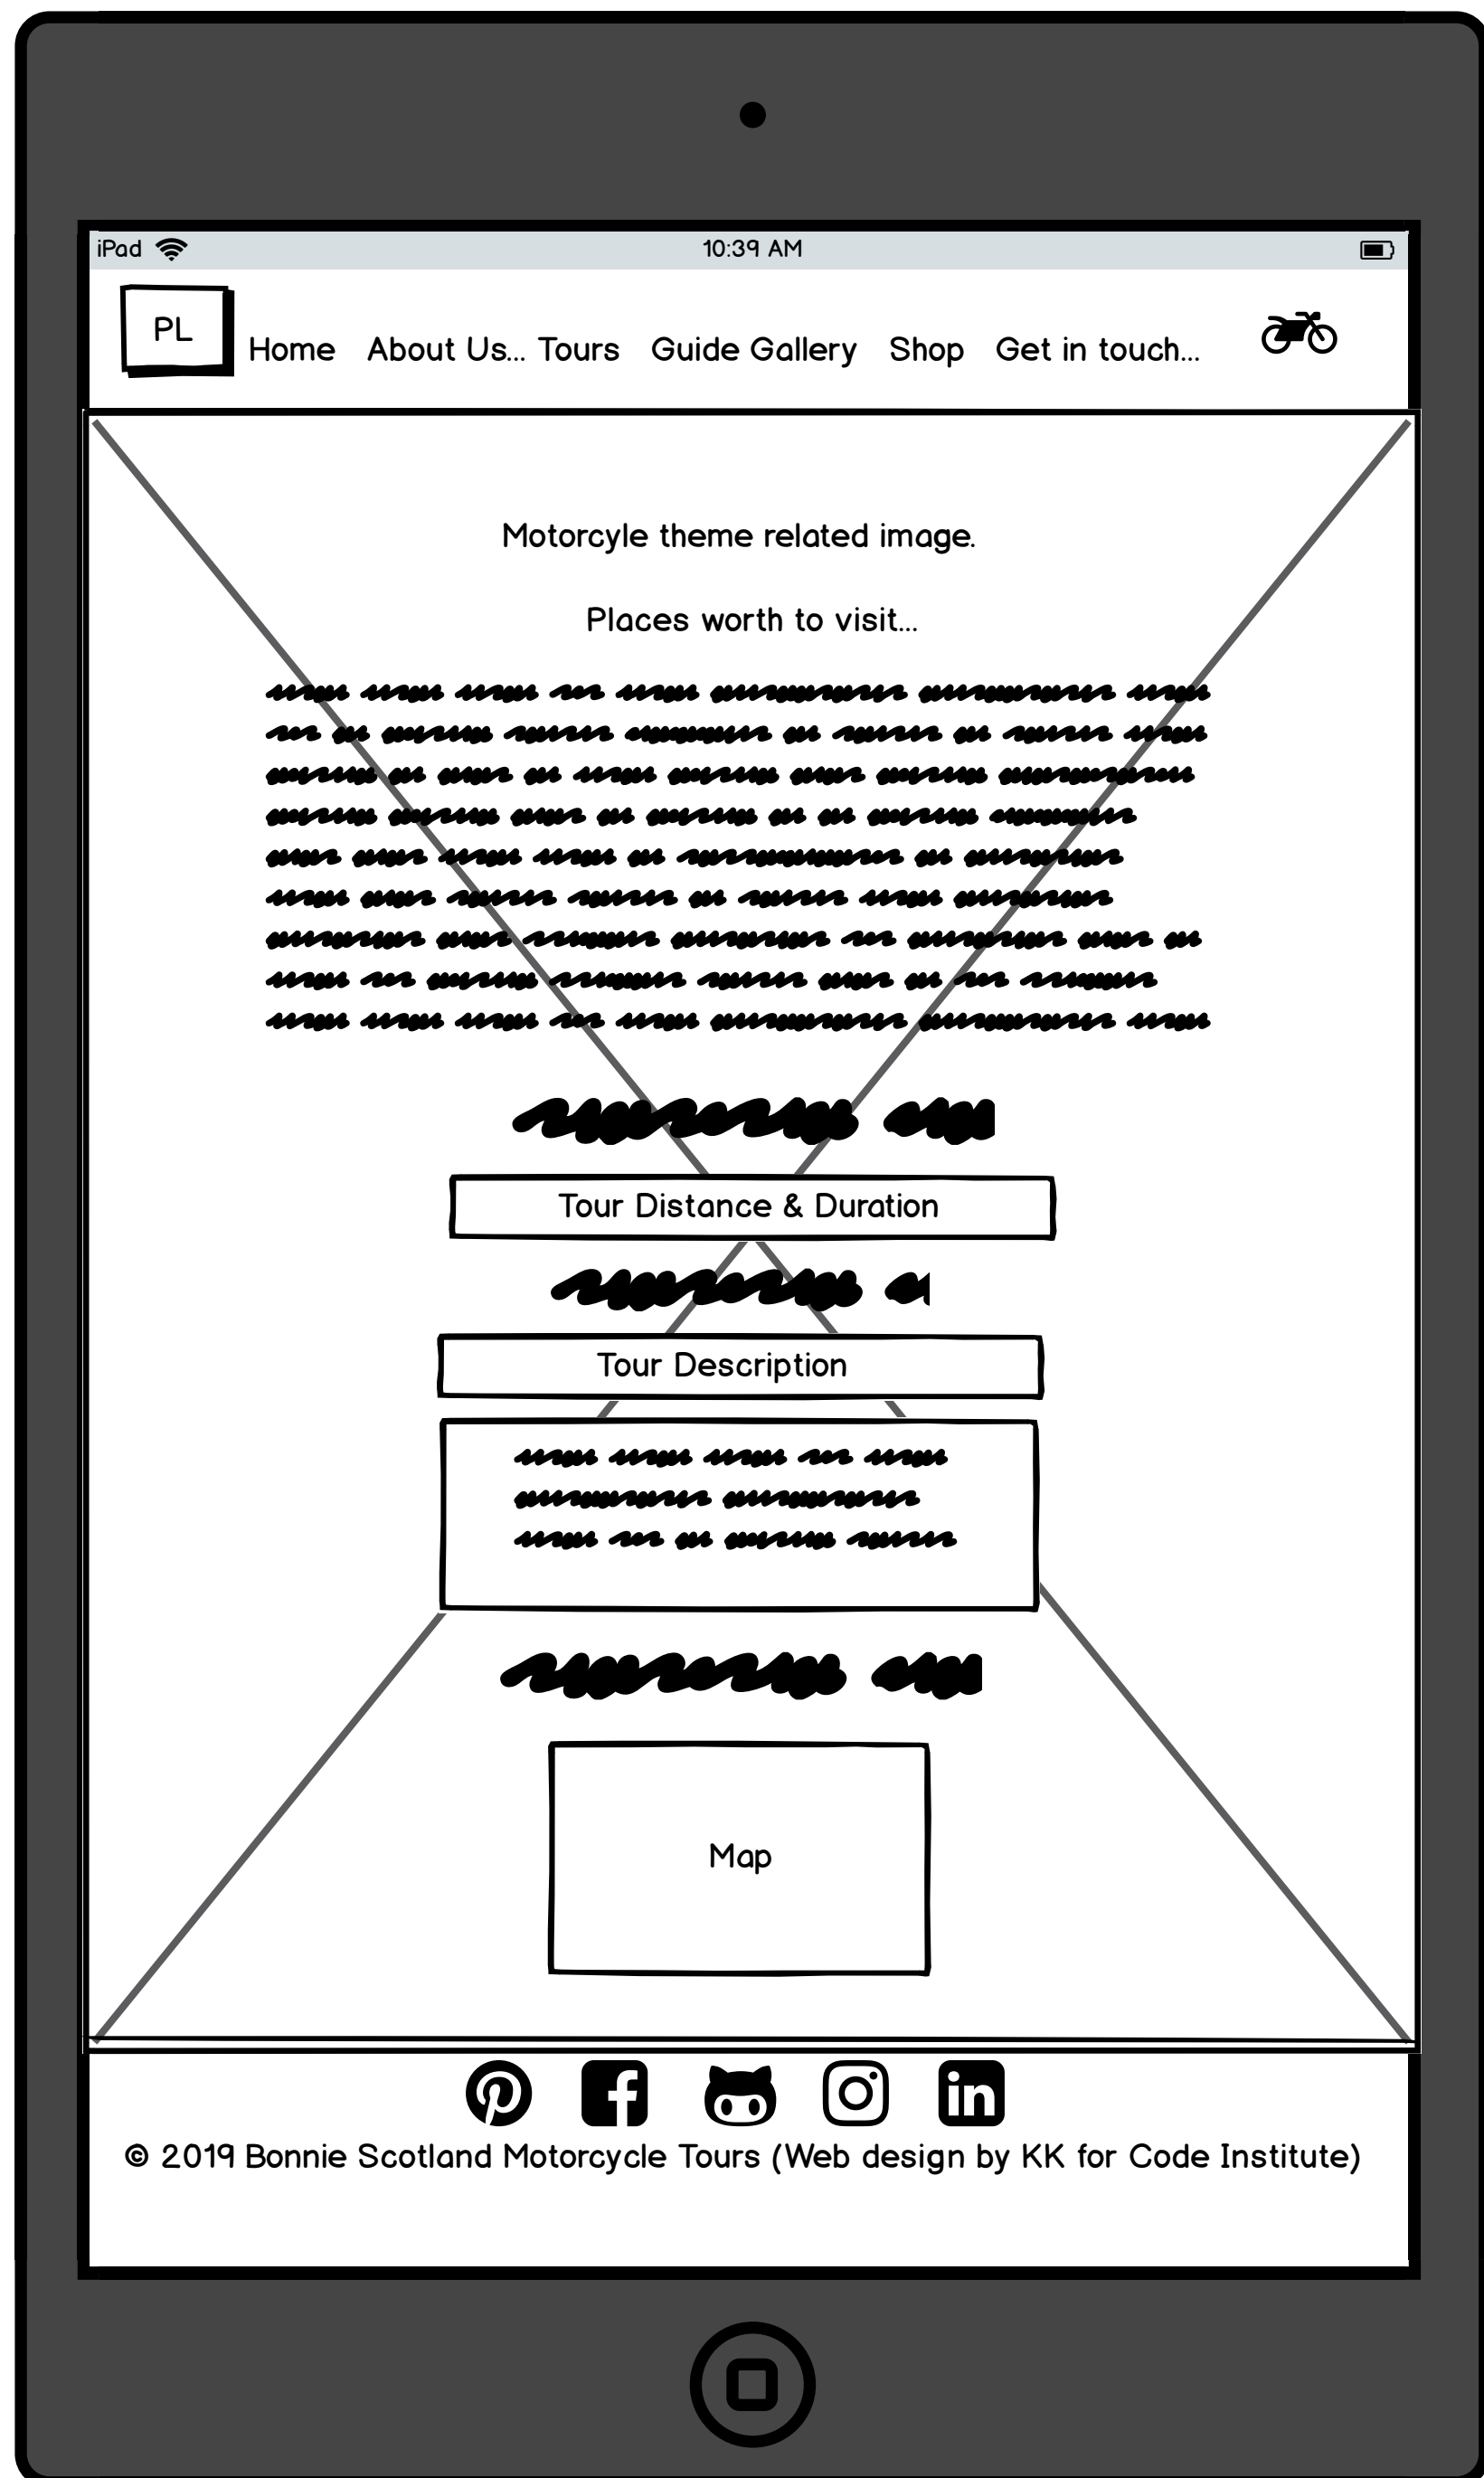 iPad 10:39 AM
PL
Home About Us... Tours Guide Gallery Shop Get in touch...
Motorcyle theme related image.
Places worth to visit...
Tour Distance & Duration
Tour Description
Map
© 2019 Bonnie Scotland Motorcycle Tours (Web design by KK for Code Institute)